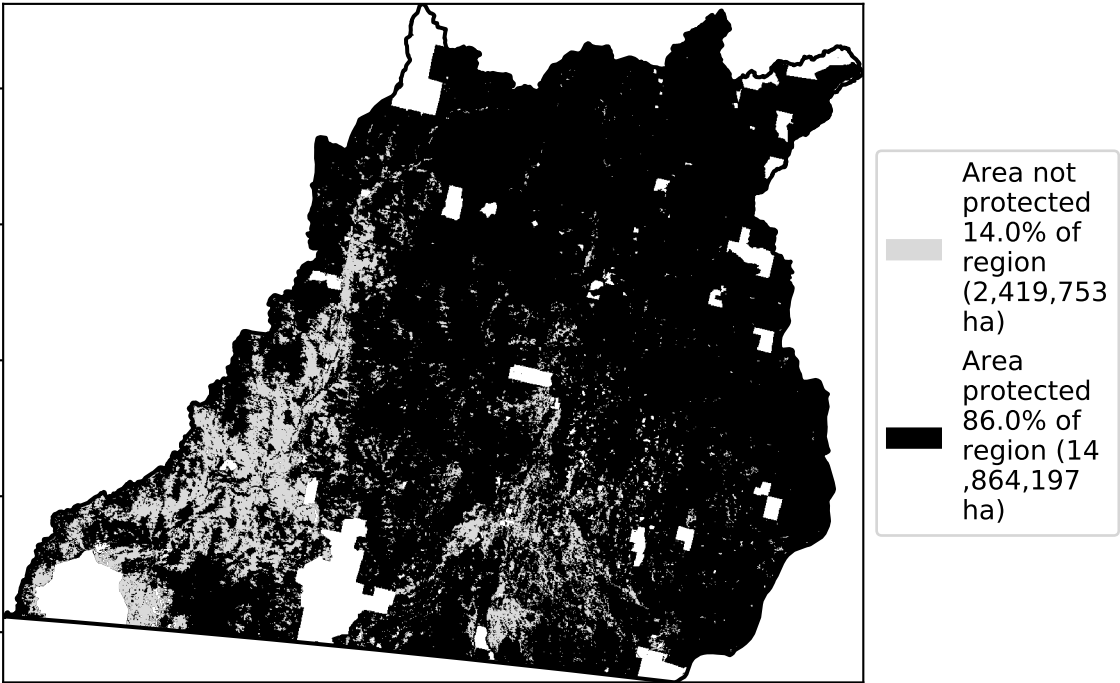 Area not
protected
14.0% of
region
(2,419,753
ha)
Area
protected
86.0% of
region (14
,864,197
ha)